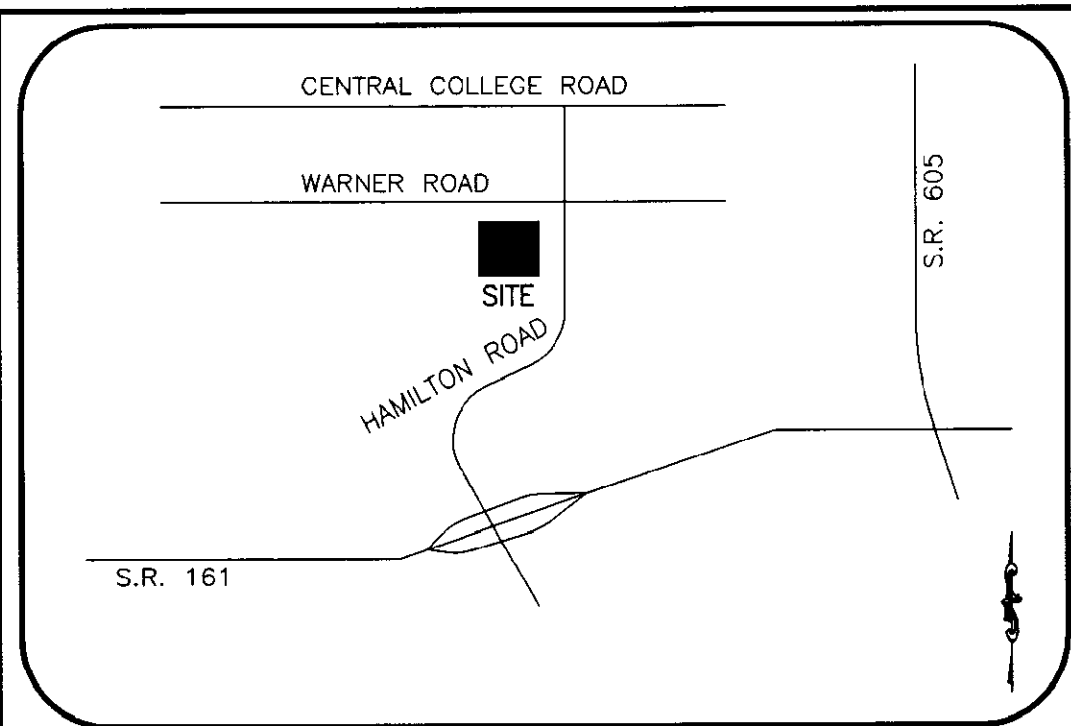 CENTRAL COLLEGE ROAD
WARNER ROAD
S.R. 605
SITE
HAMILTON ROAD
S.R. 161